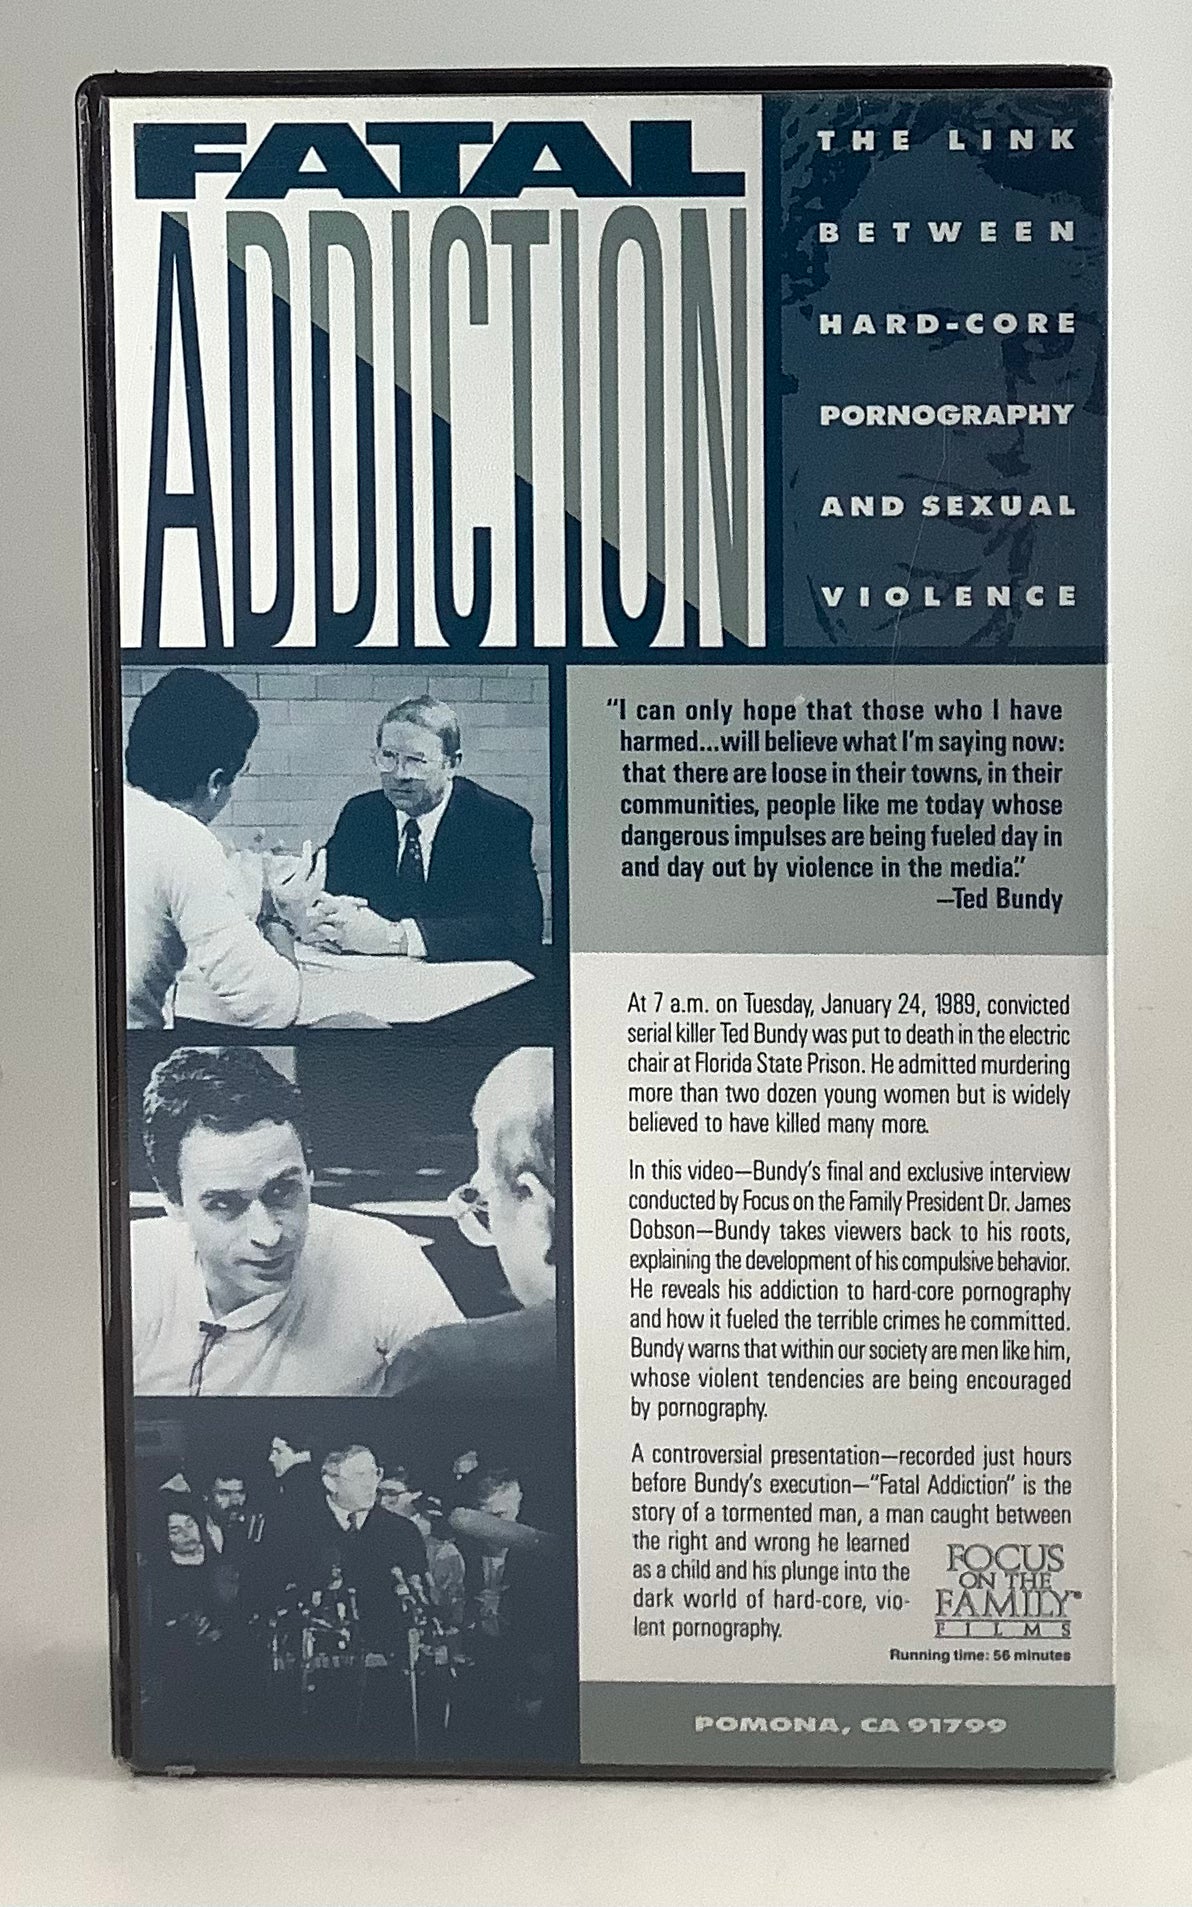 FATAL
ADDICTION
THE LINK
BETWEEN
HARD-CORE
PORNOGRAPHY
AND SEXUAL
VIOLENCE
"I can only hope that those who I have
harmed...will believe what I'm saying now:
that there are loose in their towns, in their
communities, people like me today whose
dangerous impulses are being fueled day in
and day out by violence in the media."
—Ted Bundy
At 7 a.m. on Tuesday, January 24, 1989, convicted
serial killer Ted Bundy was put to death in the electric
chair at Florida State Prison. He admitted murdering
more than two dozen young women but is widely
believed to have killed many more.
In this video—Bundy's final and exclusive interview
conducted by Focus on the Family President Dr. James
Dobson—Bundy takes viewers back to his roots,
explaining the development of his compulsive behavior.
He reveals his addiction to hard-core pornography
and how it fueled the terrible crimes he committed.
Bundy warns that within our society are men like him,
whose violent tendencies are being encouraged
by pornography.
A controversial presentation—recorded just hours
before Bundy's execution—"Fatal Addiction" is the
story of a tormented man, a man caught between
the right and wrong he learned
as a child and his plunge into the
dark world of hard-core, vio-
lent pornography.
FOCUS
ON THE
FAMILY™
FILMS
Running time: 56 minutes
POMONA, CA 91799